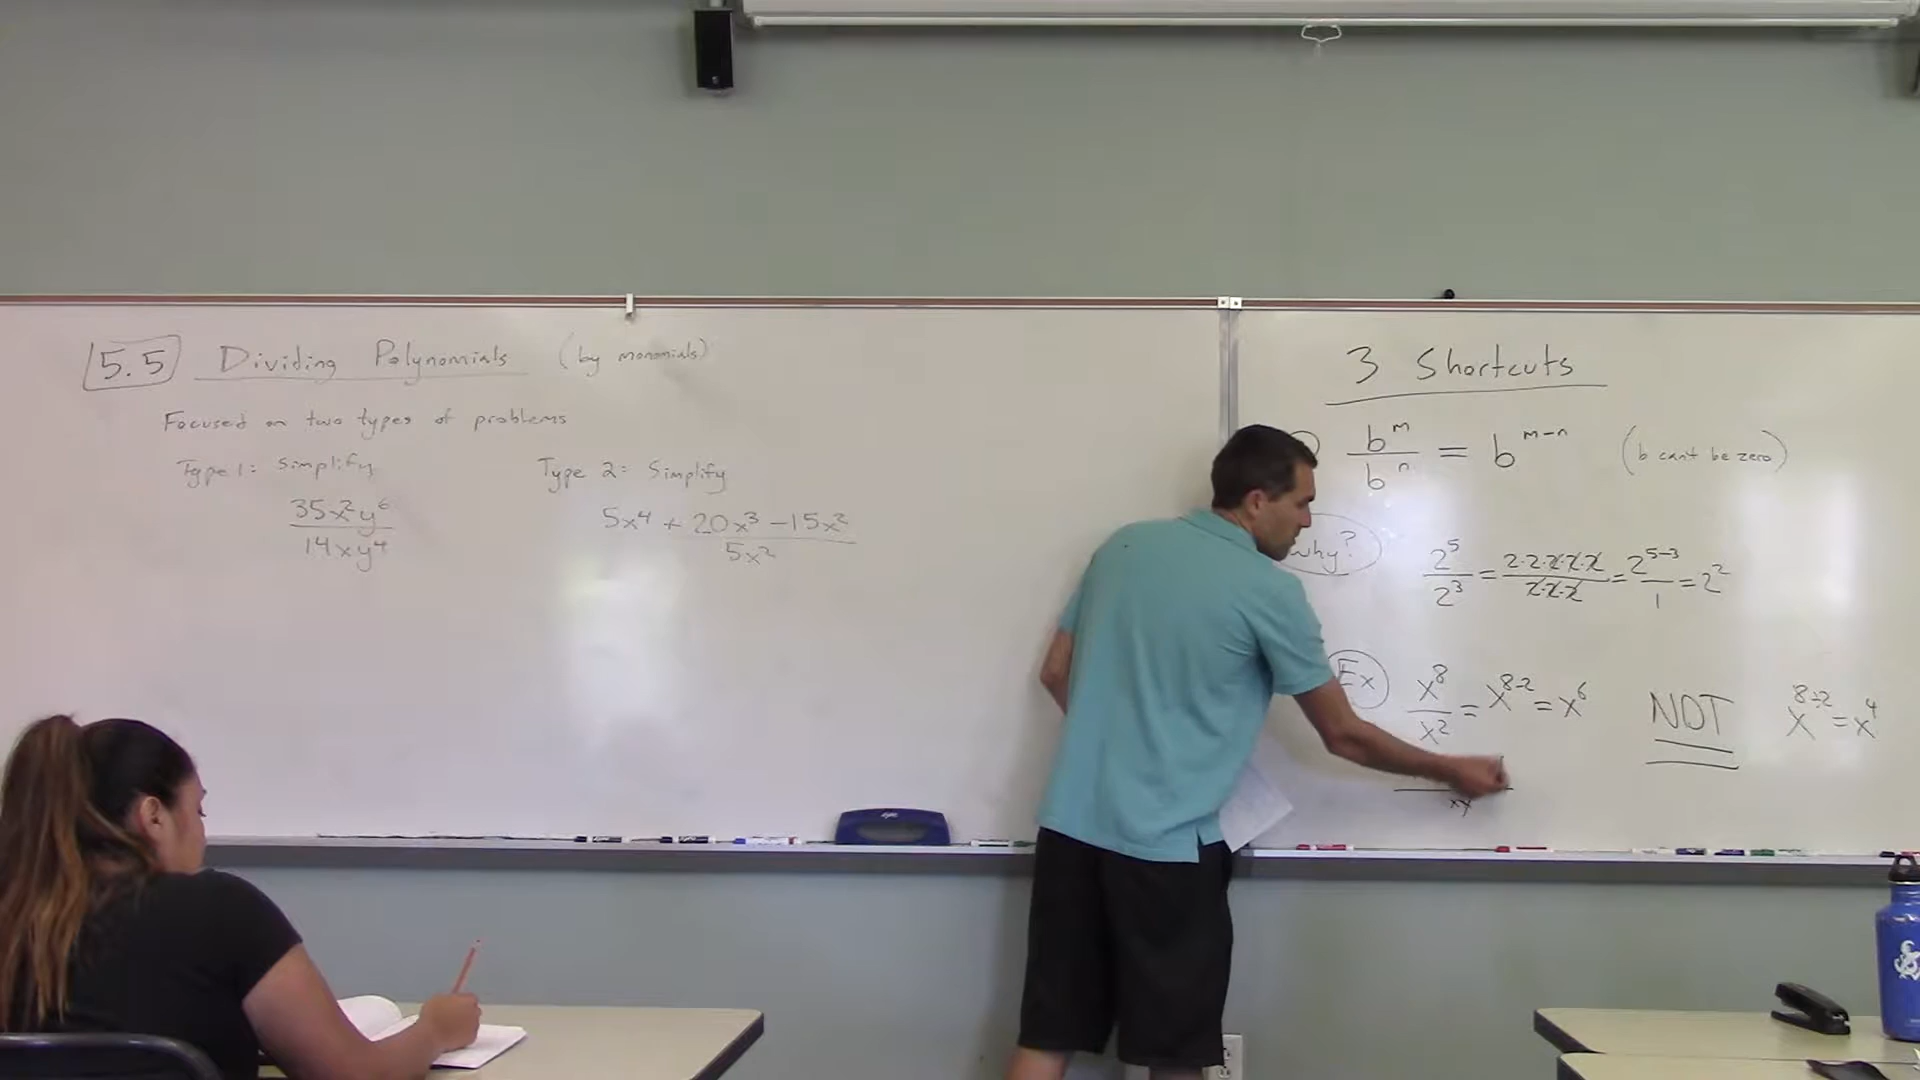 5.5 Dividing Polynomials (by monomials)
Focused on two types of problems
Type 1: Simplify
35x²y⁶
14xy⁴
Type 2: Simplify
5x⁴ + 20x³ − 15x²
5x²
3 Shortcuts
bᵐ/bⁿ = bᵐ⁻ⁿ (b can't be zero)
Why? 2⁵/2³ = 2·2·2·2·2/2·2·2 = 2⁵⁻³/1 = 2²
Ex x⁸/x² = x⁸⁻² = x⁶ NOT x⁸÷² = x⁴
xy